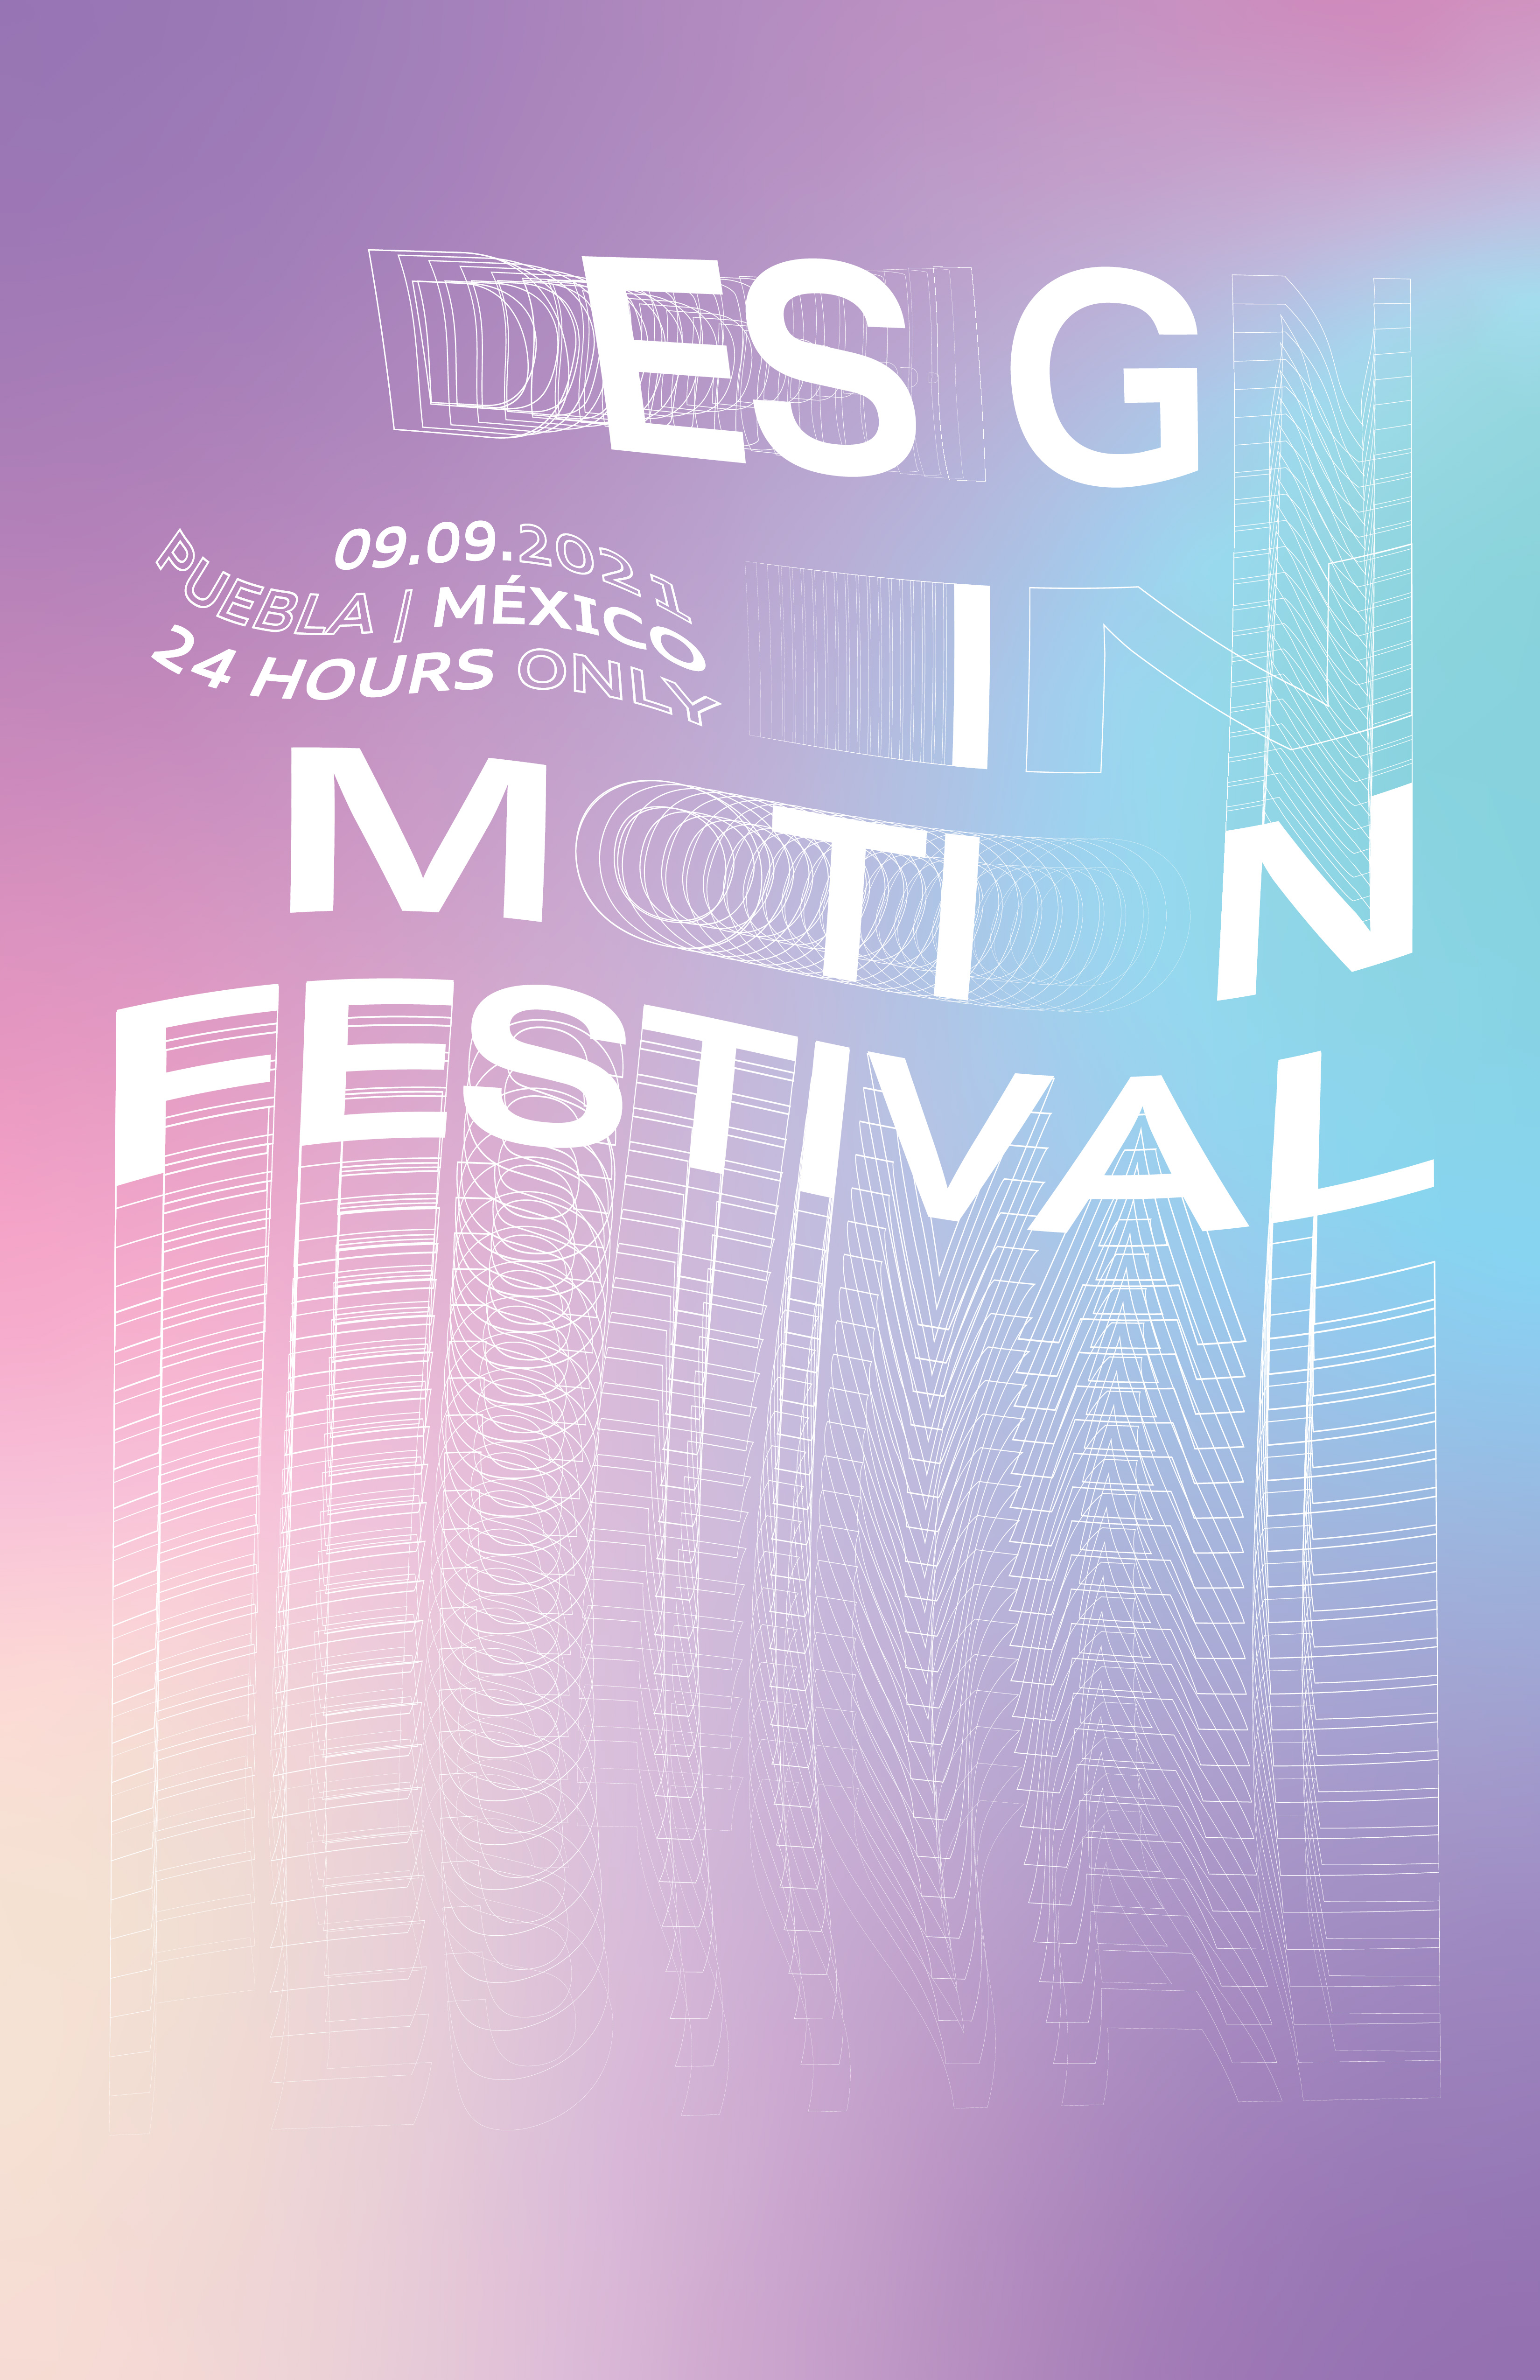 DESIGN
09.09.2021
PUEBLA | MÉXICO
24 HOURS ONLY
IN
MOTION
FESTIVAL